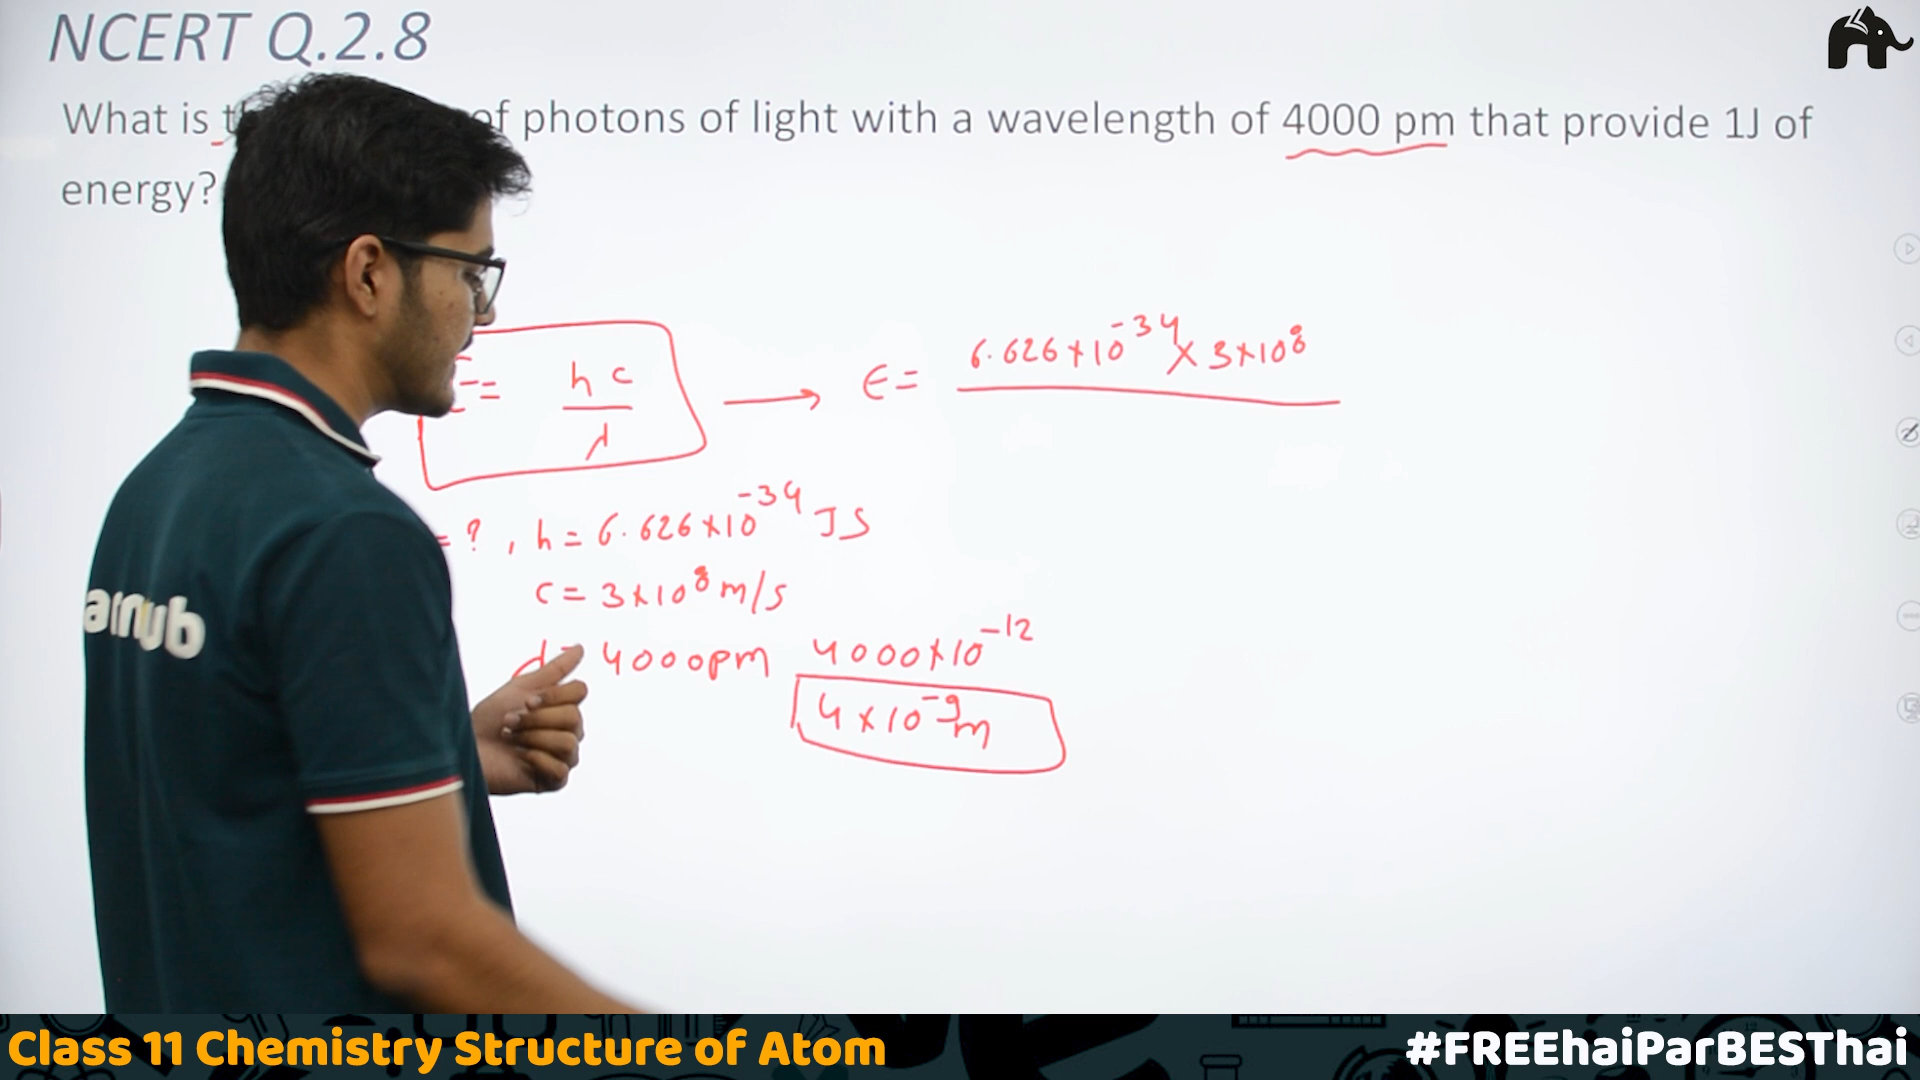 NCERT Q.2.8
What is of photons of light with a wavelength of 4000 pm that provide 1J of
energy?
E = hc / λ → E = 6.626×10⁻³⁴ × 3×10⁸
= ? , h = 6.626×10⁻³⁴ JS
c = 3×10⁸ m/s
λ = 4000pm 4000×10⁻¹²
4×10⁻⁹m
Class 11 Chemistry Structure of Atom
#FREEhaiParBESThai